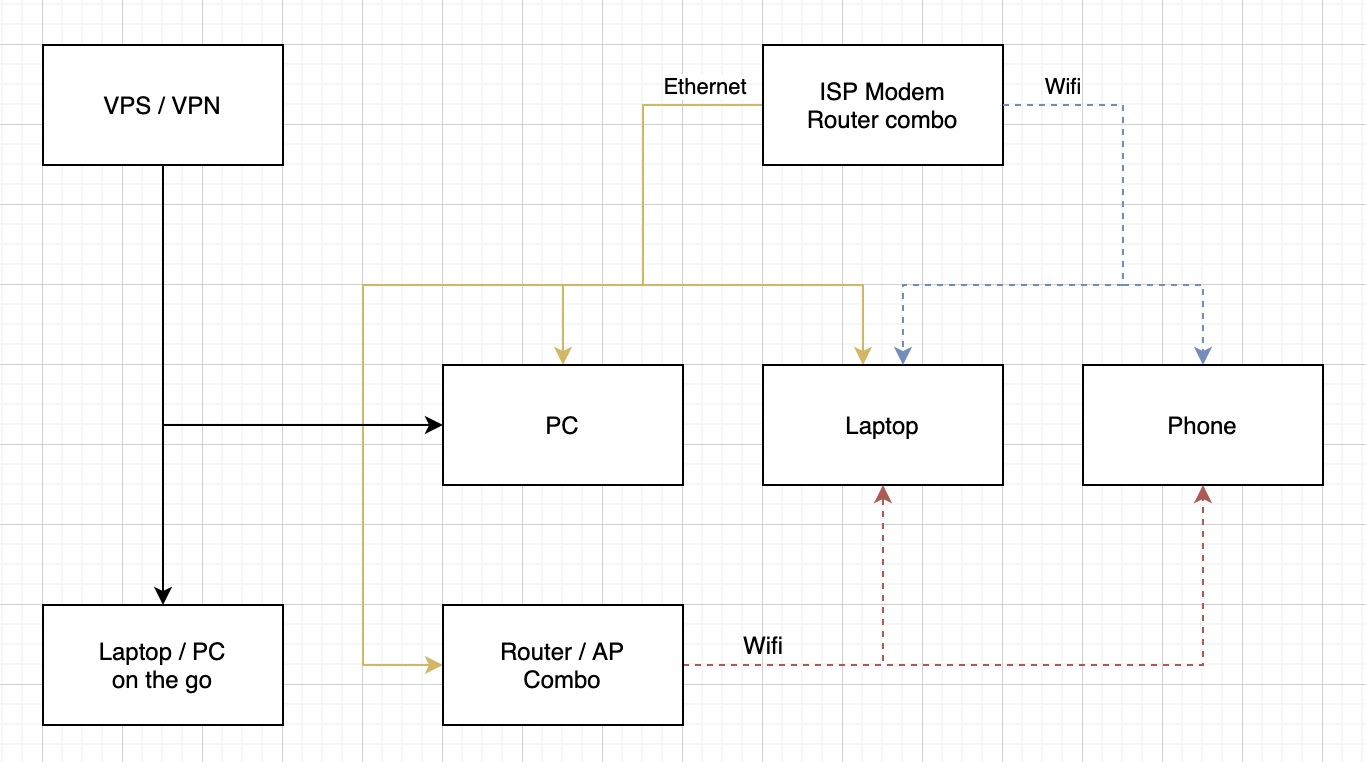 VPS / VPN
Ethernet
ISP Modem
Router combo
Wifi
PC
Laptop
Phone
Laptop / PC
on the go
Router / AP
Combo
Wifi